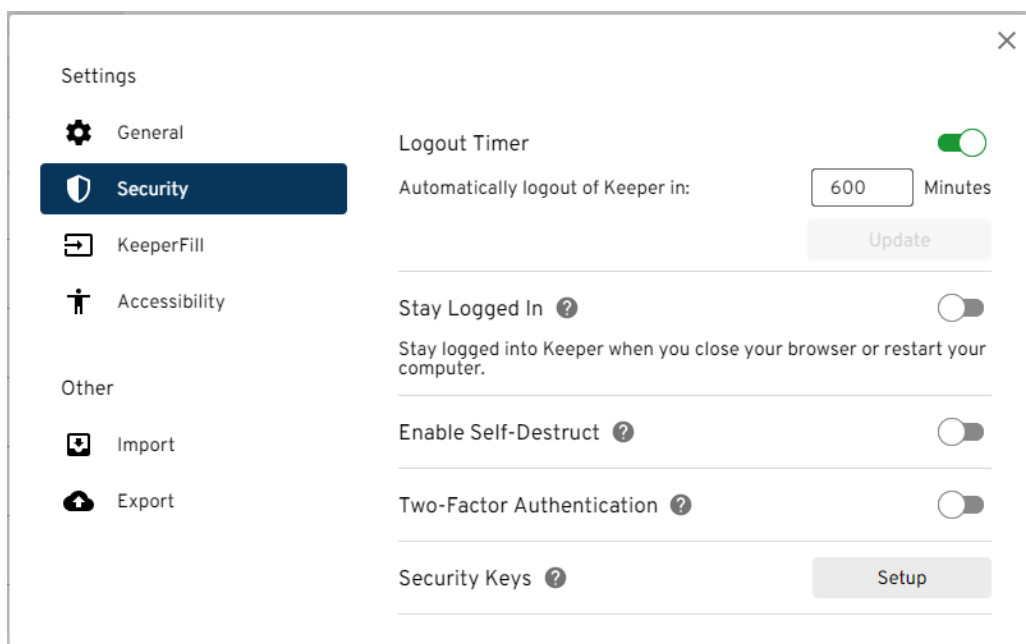 Settings
General
Security
KeeperFill
Accessibility
Other
Import
Export
Logout Timer
Automatically logout of Keeper in: 600 Minutes
Update
Stay Logged In ?
Stay logged into Keeper when you close your browser or restart your
computer.
Enable Self-Destruct ?
Two-Factor Authentication ?
Security Keys ? Setup